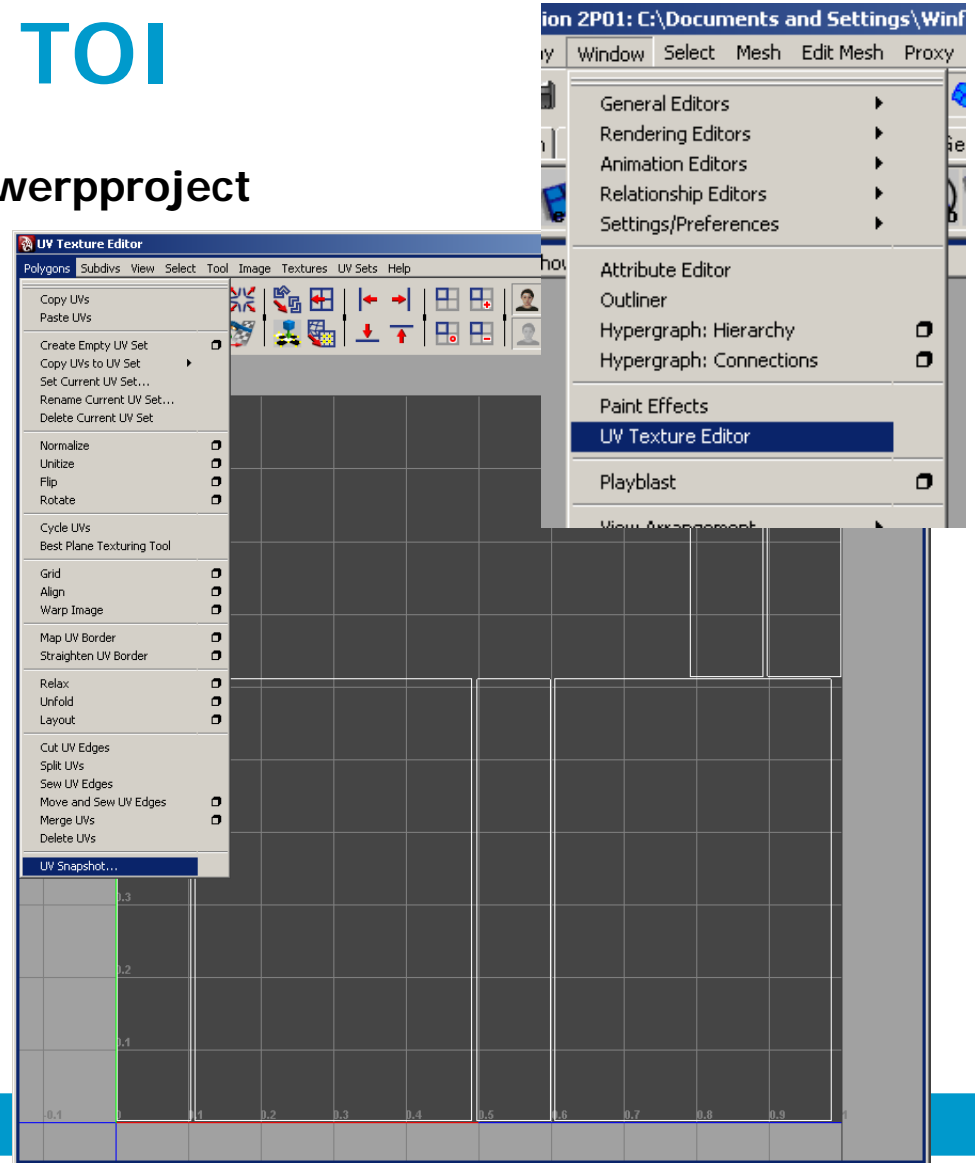 TOI
werpproject
ion 2P01: C:\Documents and Settings\Winf
Window Select Mesh Edit Mesh Proxy
General Editors
Rendering Editors
Animation Editors
Relationship Editors
Settings/Preferences
Attribute Editor
Outliner
Hypergraph: Hierarchy
Hypergraph: Connections
Paint Effects
UV Texture Editor
Playblast
View Arrangement
UV Texture Editor
Polygons Subdivs View Select Tool Image Textures UV Sets Help
Copy UVs
Paste UVs
Create Empty UV Set
Copy UVs to UV Set
Set Current UV Set...
Rename Current UV Set...
Delete Current UV Set
Normalize
Unitize
Flip
Rotate
Cycle UVs
Best Plane Texturing Tool
Grid
Align
Warp Image
Map UV Border
Straighten UV Border
Relax
Unfold
Layout
Cut UV Edges
Split UVs
Sew UV Edges
Move and Sew UV Edges
Merge UVs
Delete UVs
UV Snapshot...
0.3
0.2
0.1
-0.1 0 0.1 0.2 0.3 0.4 0.5 0.6 0.7 0.8 0.9 1